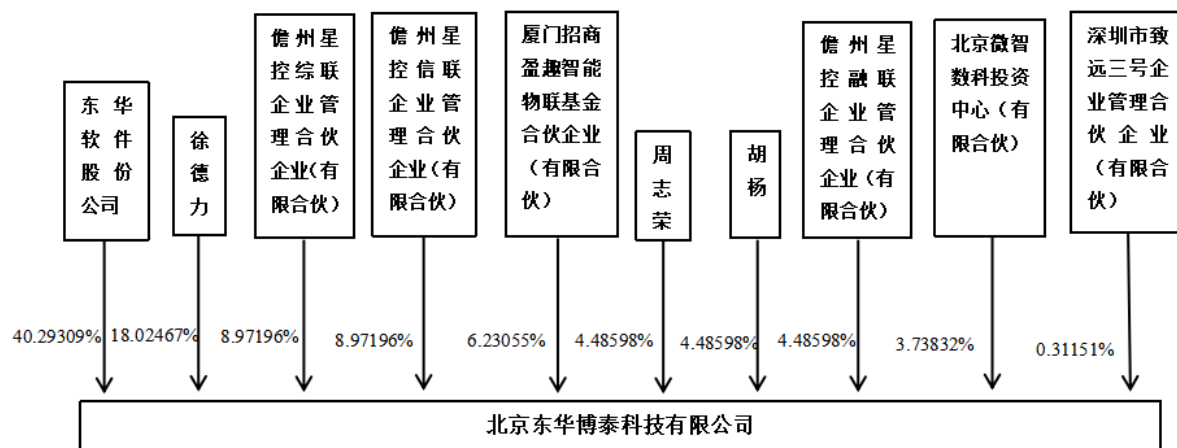 东华
软件
股份
公司
徐
德
力
儋州星
控综联
企业管
理合伙
企业(有
限合伙)
儋州星
控信联
企业管
理合伙
企业(有
限合伙)
厦门招商
盈趣智能
物联基金
合伙企业
(有限合
伙)
周
志
荣
胡
杨
儋州星
控融联
企业管
理合伙
企业(有
限合伙)
北京微智
数科投资
中心(有
限合伙)
深圳市致
远三号企
业管理合
伙企业
(有限合
伙)
40.29309%
18.02467%
8.97196%
8.97196%
6.23055%
4.48598%
4.48598%
4.48598%
3.73832%
0.31151%
北京东华博泰科技有限公司